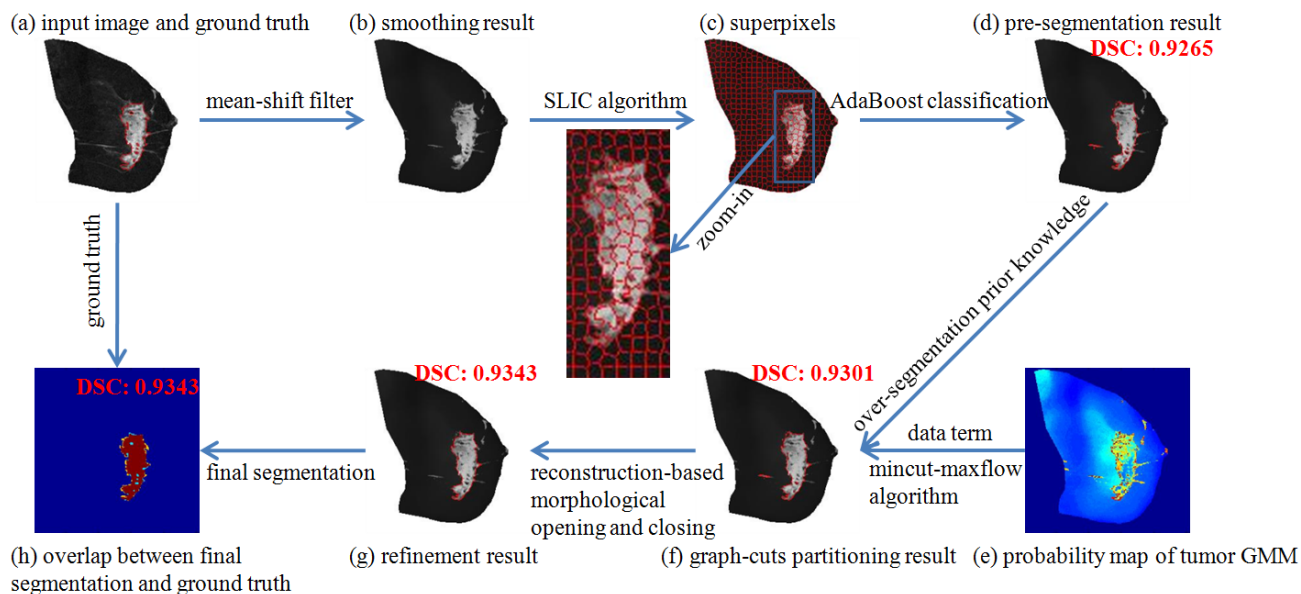 (a) input image and ground truth
(b) smoothing result
(c) superpixels
(d) pre-segmentation result
DSC: 0.9265
mean-shift filter
SLIC algorithm
AdaBoost classification
zoom-in
ground truth
over-segmentation prior knowledge
DSC: 0.9343
DSC: 0.9343
DSC: 0.9301
data term
mincut-maxflow
algorithm
final segmentation
reconstruction-based
morphological
opening and closing
(h) overlap between final
segmentation and ground truth
(g) refinement result
(f) graph-cuts partitioning result
(e) probability map of tumor GMM